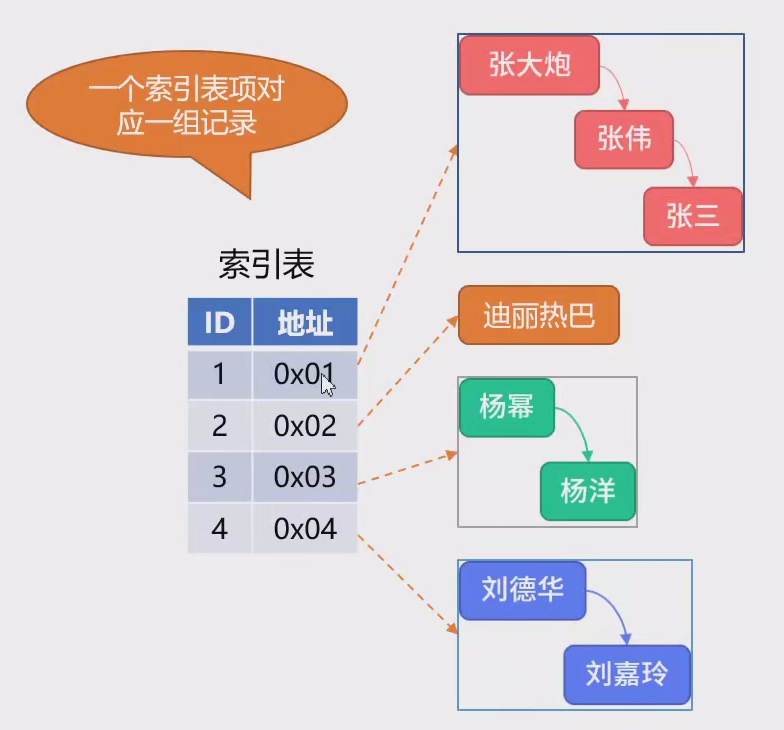 一个索引表项对
应一组记录
索引表
ID 地址
1 0x01
2 0x02
3 0x03
4 0x04
张大炮
张伟
张三
迪丽热巴
杨幂
杨洋
刘德华
刘嘉玲